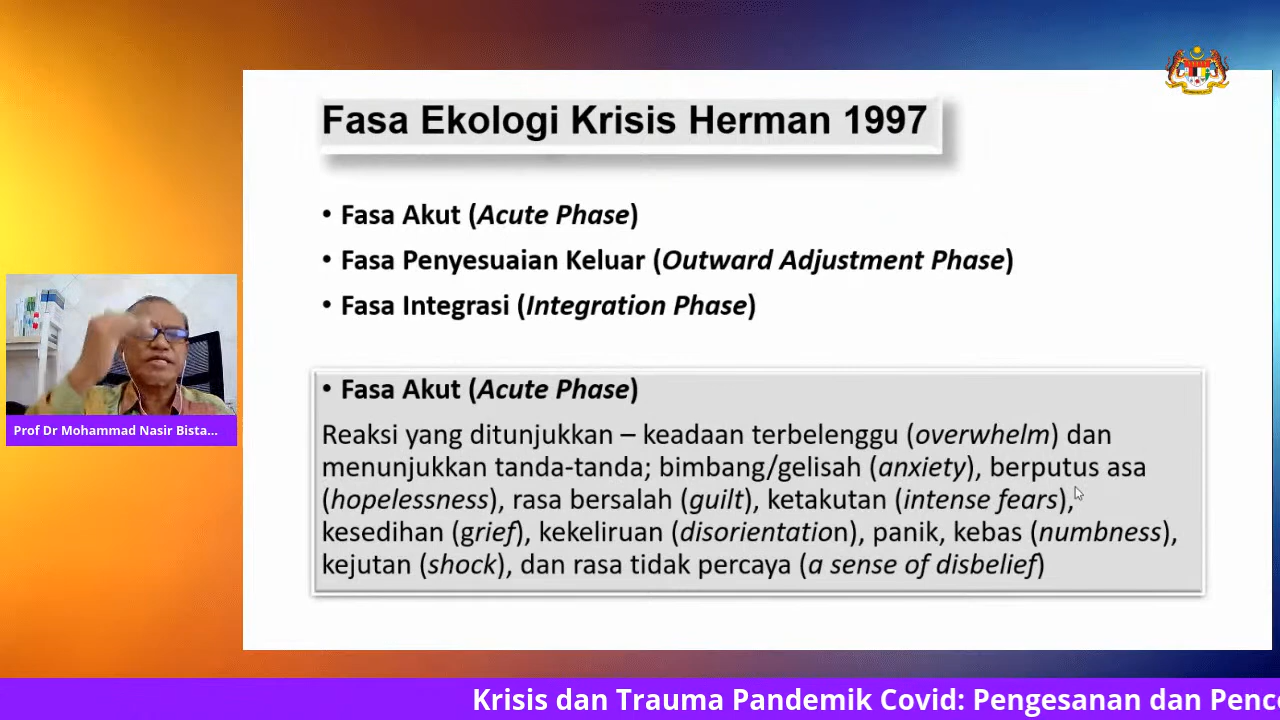 Fasa Ekologi Krisis Herman 1997
• Fasa Akut (Acute Phase)
• Fasa Penyesuaian Keluar (Outward Adjustment Phase)
• Fasa Integrasi (Integration Phase)
• Fasa Akut (Acute Phase)
Reaksi yang ditunjukkan – keadaan terbelenggu (overwhelm) dan
menunjukkan tanda-tanda; bimbang/gelisah (anxiety), berputus asa
(hopelessness), rasa bersalah (guilt), ketakutan (intense fears),
kesedihan (grief), kekeliruan (disorientation), panik, kebas (numbness),
kejutan (shock), dan rasa tidak percaya (a sense of disbelief)
Prof Dr Mohammad Nasir Bista...
Krisis dan Trauma Pandemik Covid: Pengesanan dan